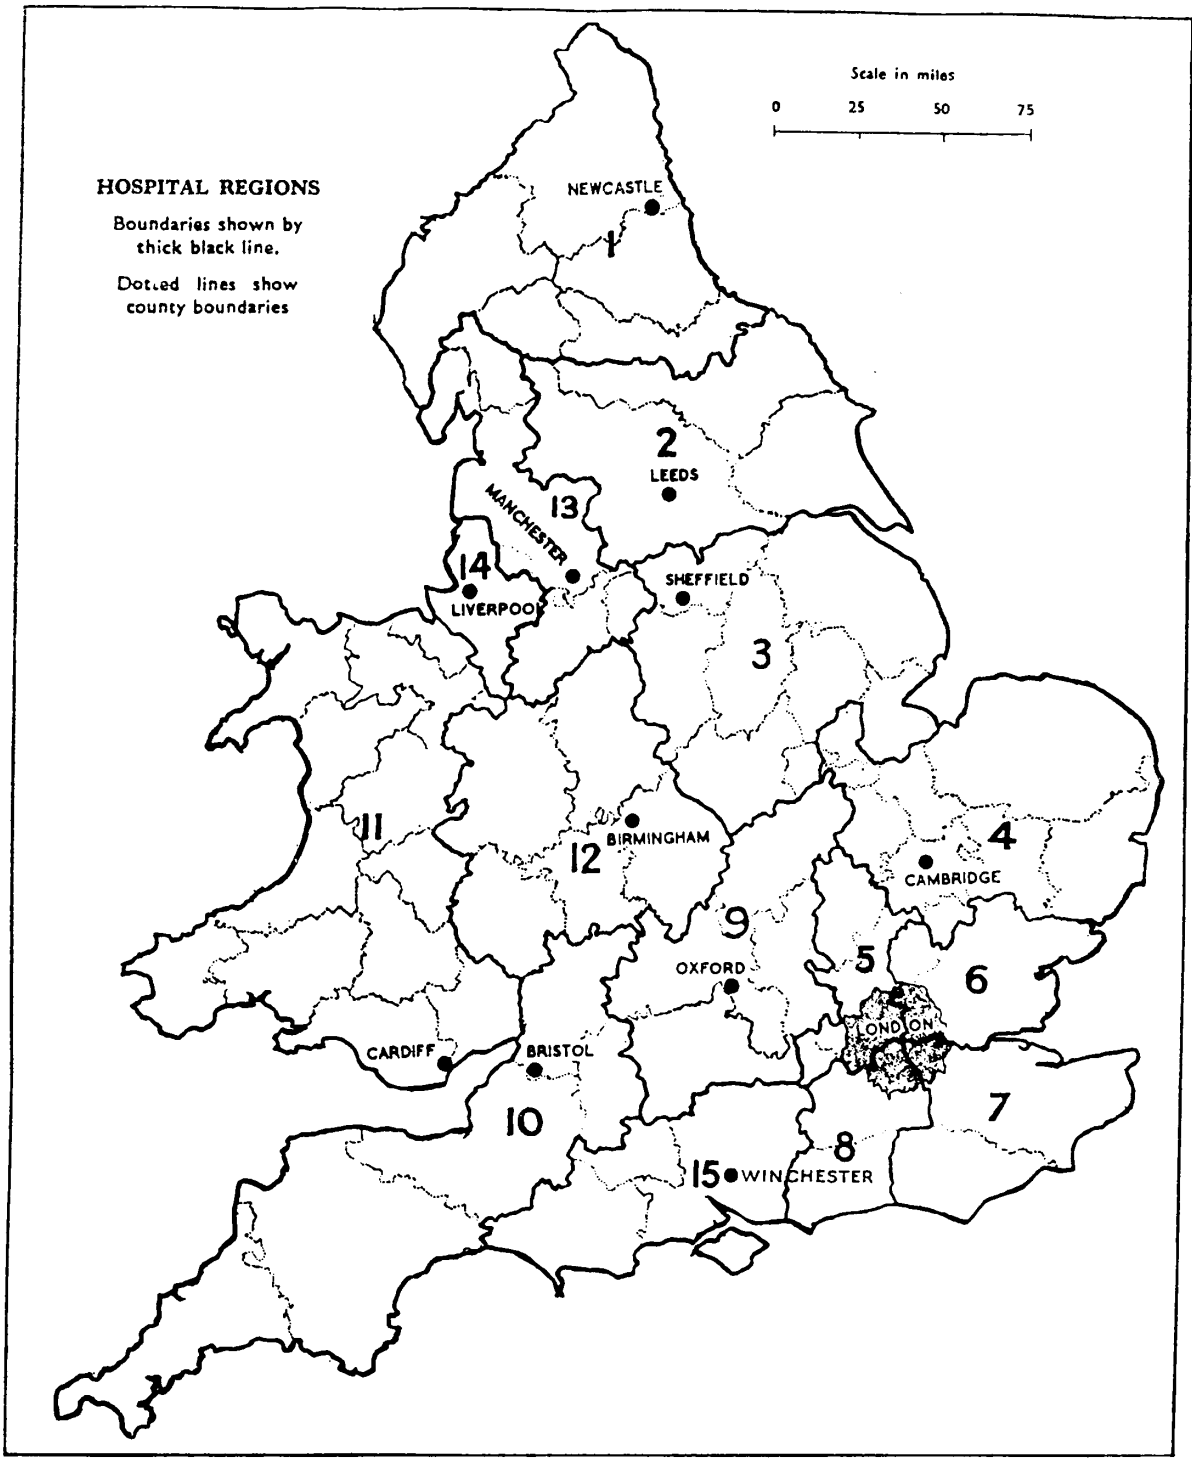 Scale in miles
0 25 50 75
HOSPITAL REGIONS
Boundaries shown by
thick black line.
Dotted lines show
county boundaries
NEWCASTLE
1
2
LEEDS
MANCHESTER
13
14
LIVERPOOL
SHEFFIELD
3
11
BIRMINGHAM
12
4
CAMBRIDGE
9
5
OXFORD
6
LONDON
CARDIFF
BRISTOL
10
7
8
15
WINCHESTER